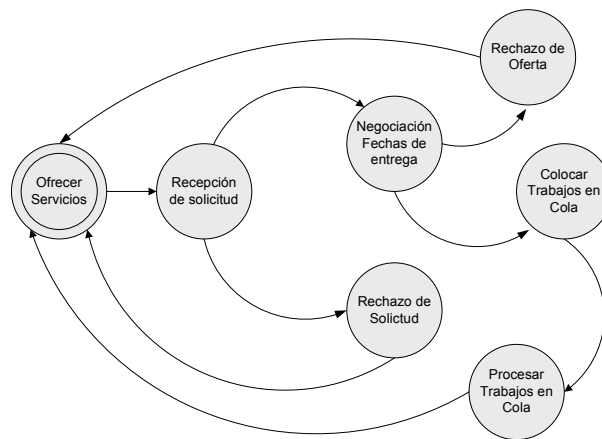 Rechazo de
Oferta
Negociación
Fechas de
entrega
Ofrecer
Servicios
Recepción
de solicitud
Colocar
Trabajos en
Cola
Rechazo de
Solictud
Procesar
Trabajos en
Cola